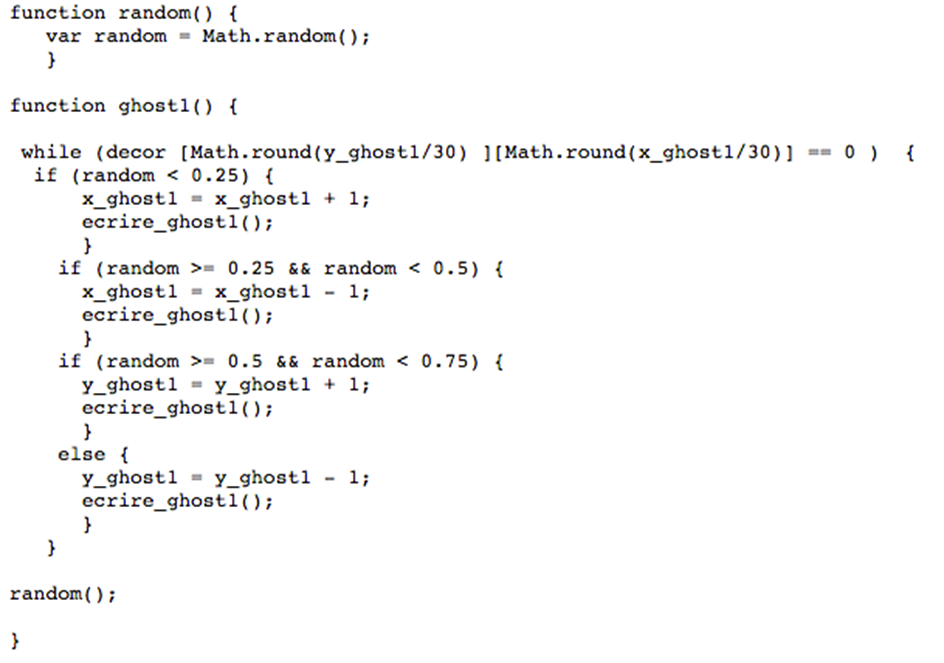 function random() {
var random = Math.random();
}
function ghost1() {
while (decor [Math.round(y_ghost1/30) ][Math.round(x_ghost1/30)] == 0 ) {
if (random < 0.25) {
x_ghost1 = x_ghost1 + 1;
ecrire_ghost1();
}
if (random >= 0.25 && random < 0.5) {
x_ghost1 = x_ghost1 - 1;
ecrire_ghost1();
}
if (random >= 0.5 && random < 0.75) {
y_ghost1 = y_ghost1 + 1;
ecrire_ghost1();
}
else {
y_ghost1 = y_ghost1 - 1;
ecrire_ghost1();
}
}
random();
}